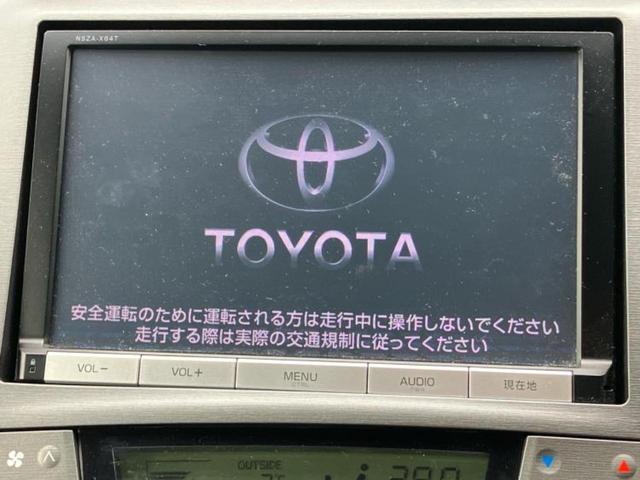 NSZA-X64T
TOYOTA
安全運転のために運転される方は走行中に操作しないでください
走行する際は実際の交通規制に従ってください
VOL− VOL+ MENU AUDIO 現在地
OUTSIDE